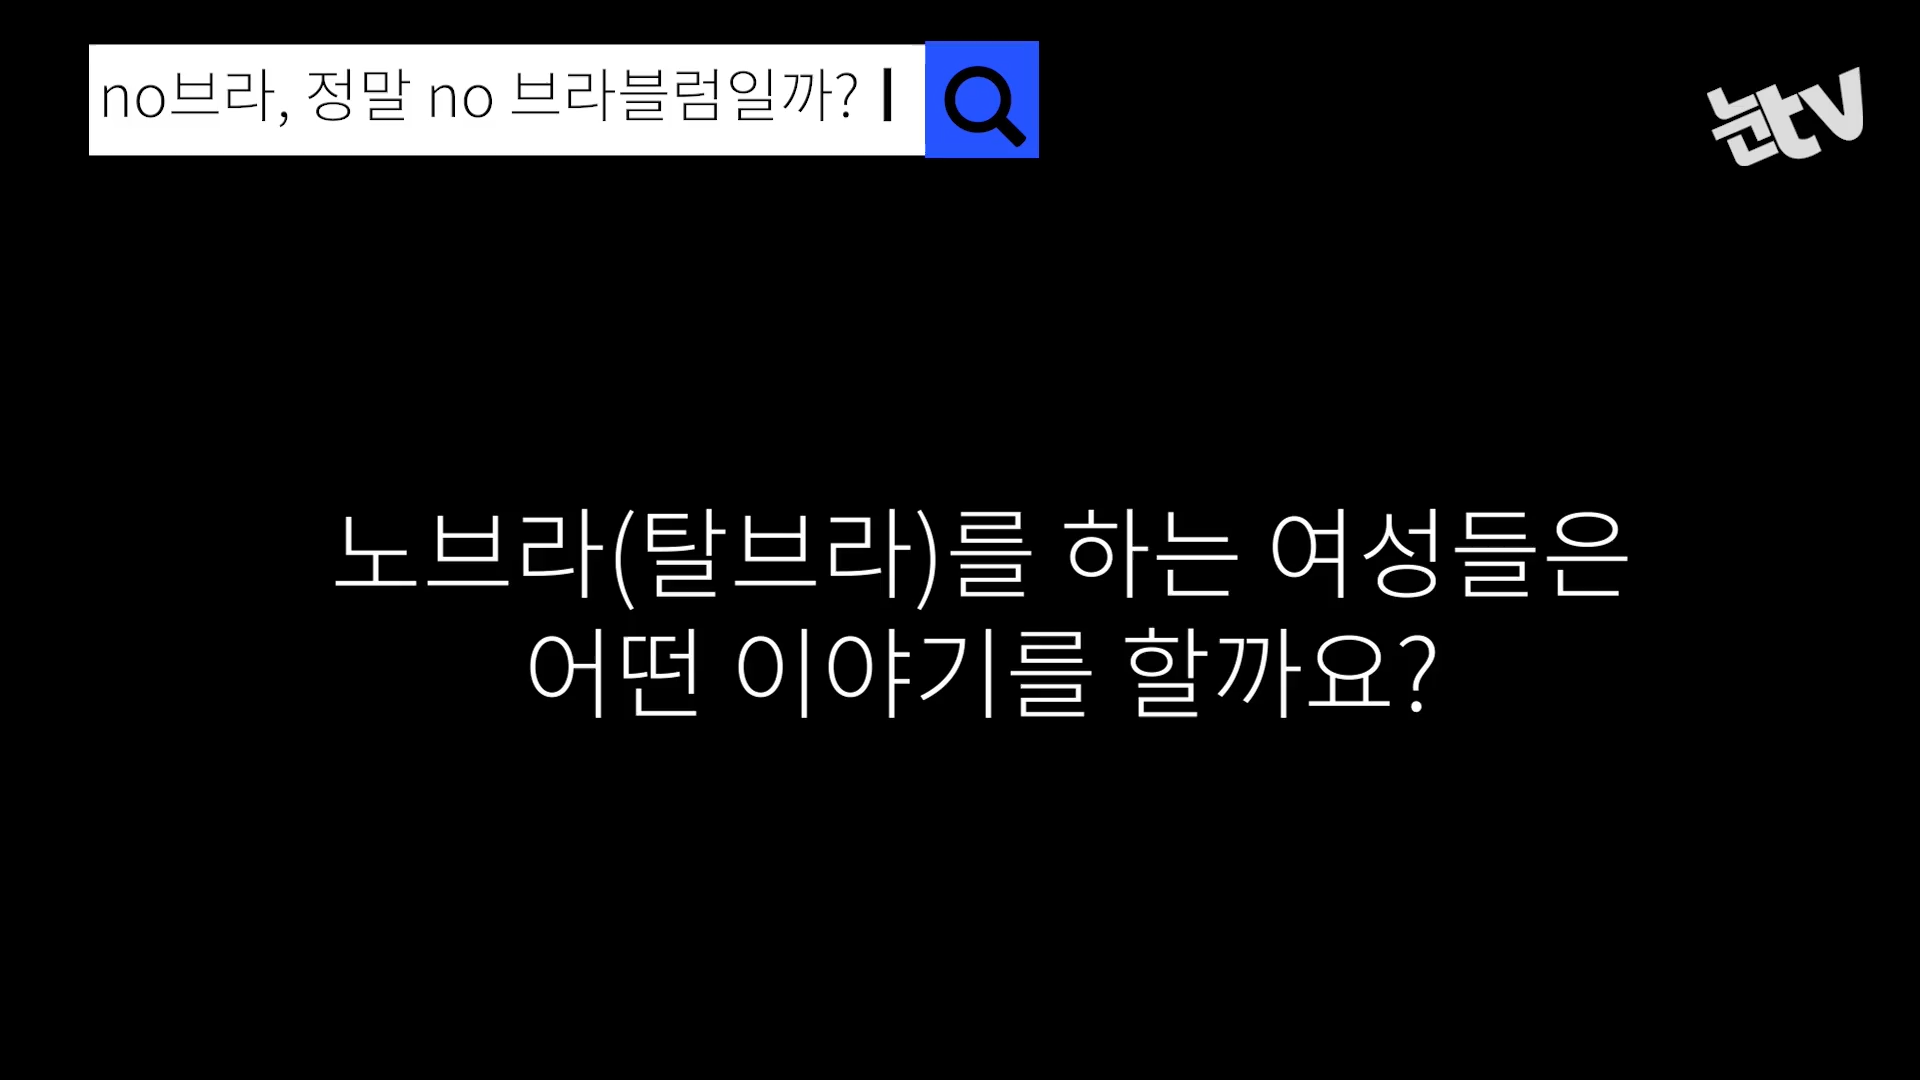 no브라, 정말 no 브라블럼일까?
눈tv
노브라(탈브라)를 하는 여성들은
어떤 이야기를 할까요?